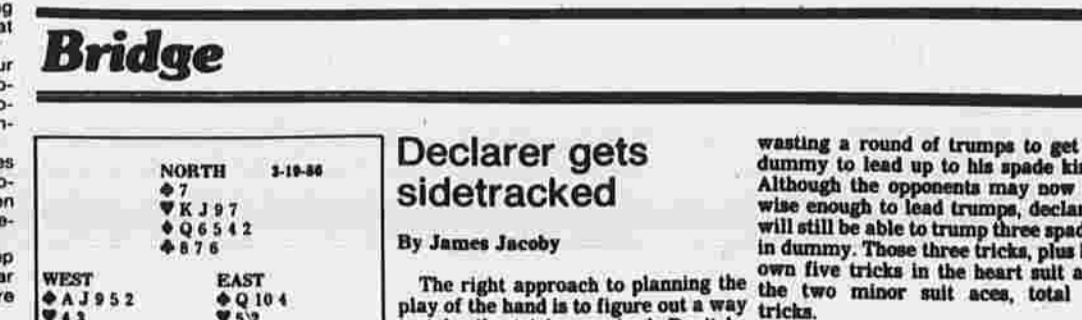 Bridge
NORTH 3-19-86
♠ 7
♥ K J 9 7
♦ Q 6 5 4 2
♣ 8 7 6
WEST EAST
♠ A J 9 5 2 ♠ Q 10 4
♥ 4 3
Declarer gets
sidetracked
By James Jacoby
The right approach to planning the
play of the hand is to figure out a way
wasting a round of trumps to get
dummy to lead up to his spade
Although the opponents may now
wise enough to lead trumps,
will still be able to trump three
in dummy. Those three tricks, plus
own five tricks in the heart suit
the two minor suit aces, total
tricks.